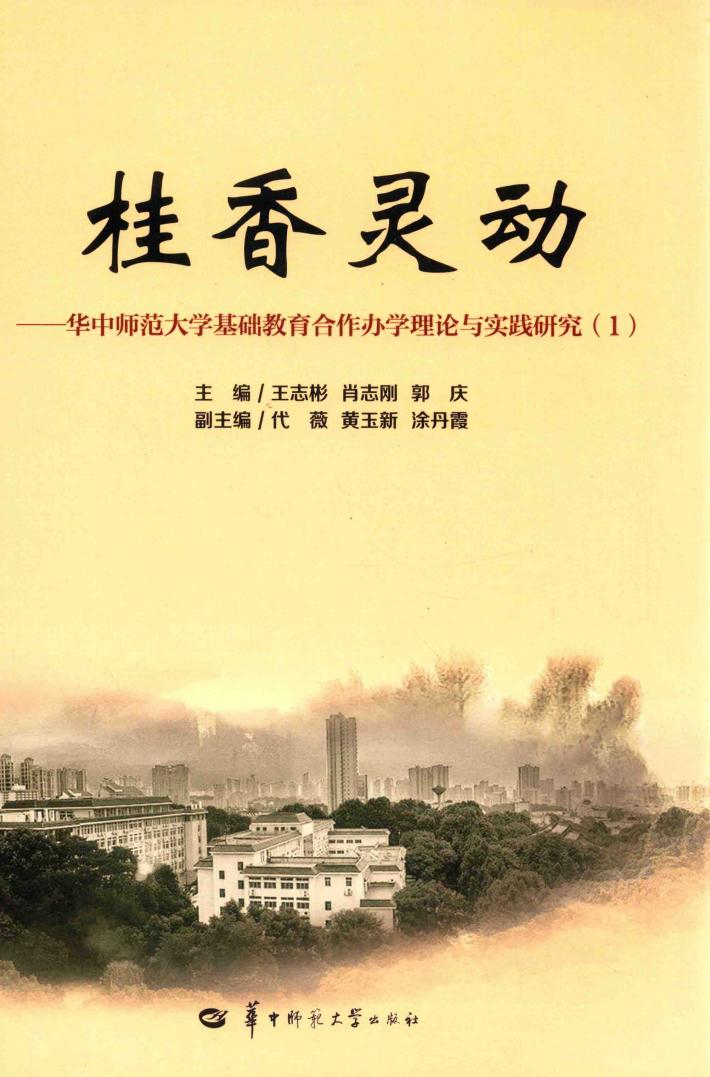 桂香灵动
——华中师范大学基础教育合作办学理论与实践研究（1）
主　编/王志彬 肖志刚 郭　庆
副主编/代　薇 黄玉新 涂丹霞
华中师范大学出版社